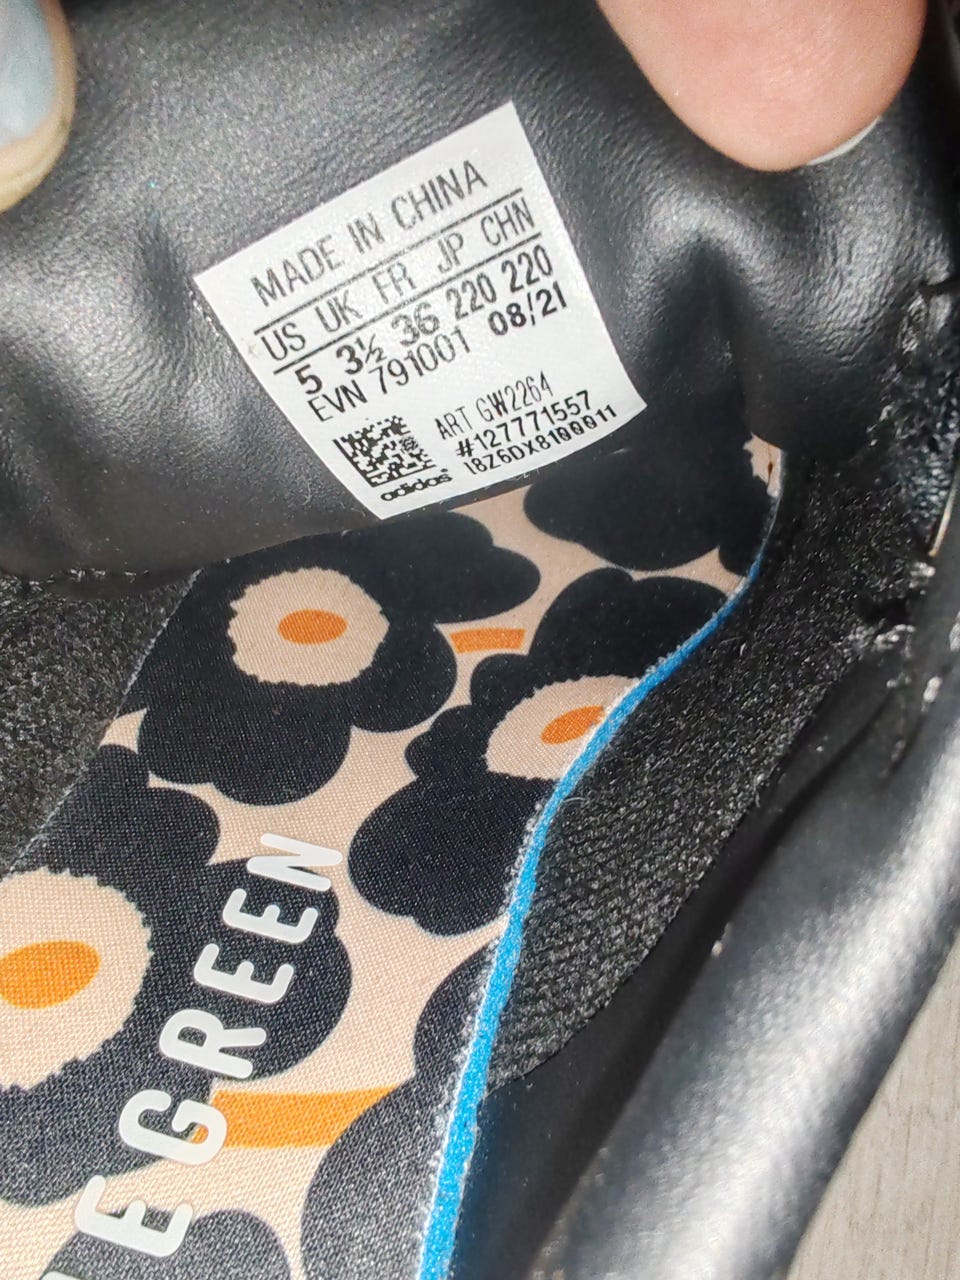 MADE IN CHINA
US UK FR JP CHN
5 3½ 36 220 220
EVN 791001 08/21
ART GW2264
#127771557
adidas
EGREEN